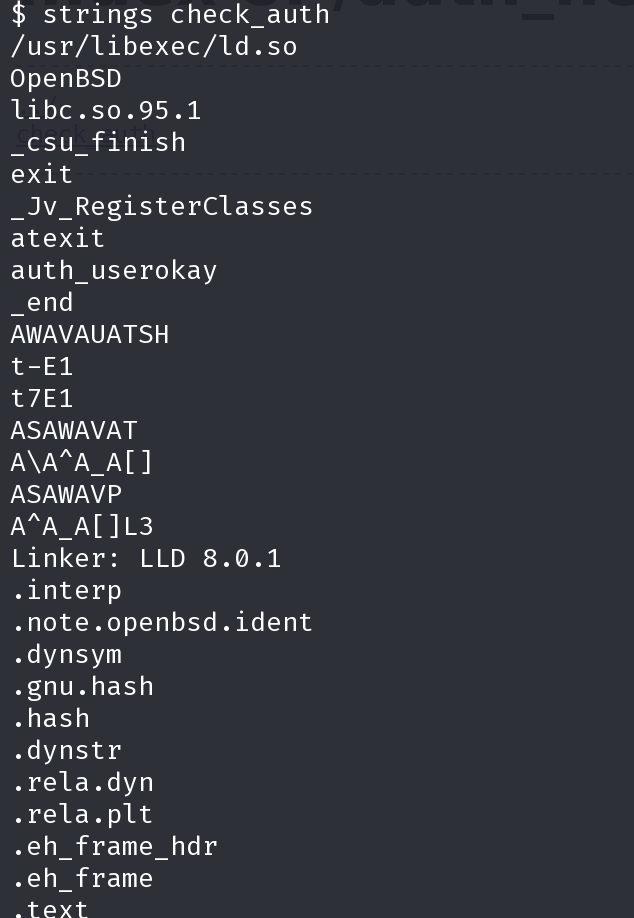 $ strings check_auth
/usr/libexec/ld.so
OpenBSD
libc.so.95.1
_csu_finish
exit
_Jv_RegisterClasses
atexit
auth_userokay
_end
AWAVAUATSH
t-E1
t7E1
ASAWAVAT
A\A^A_A[]
ASAWAVP
A^A_A[]L3
Linker: LLD 8.0.1
.interp
.note.openbsd.ident
.dynsym
.gnu.hash
.hash
.dynstr
.rela.dyn
.rela.plt
.eh_frame_hdr
.eh_frame
.text